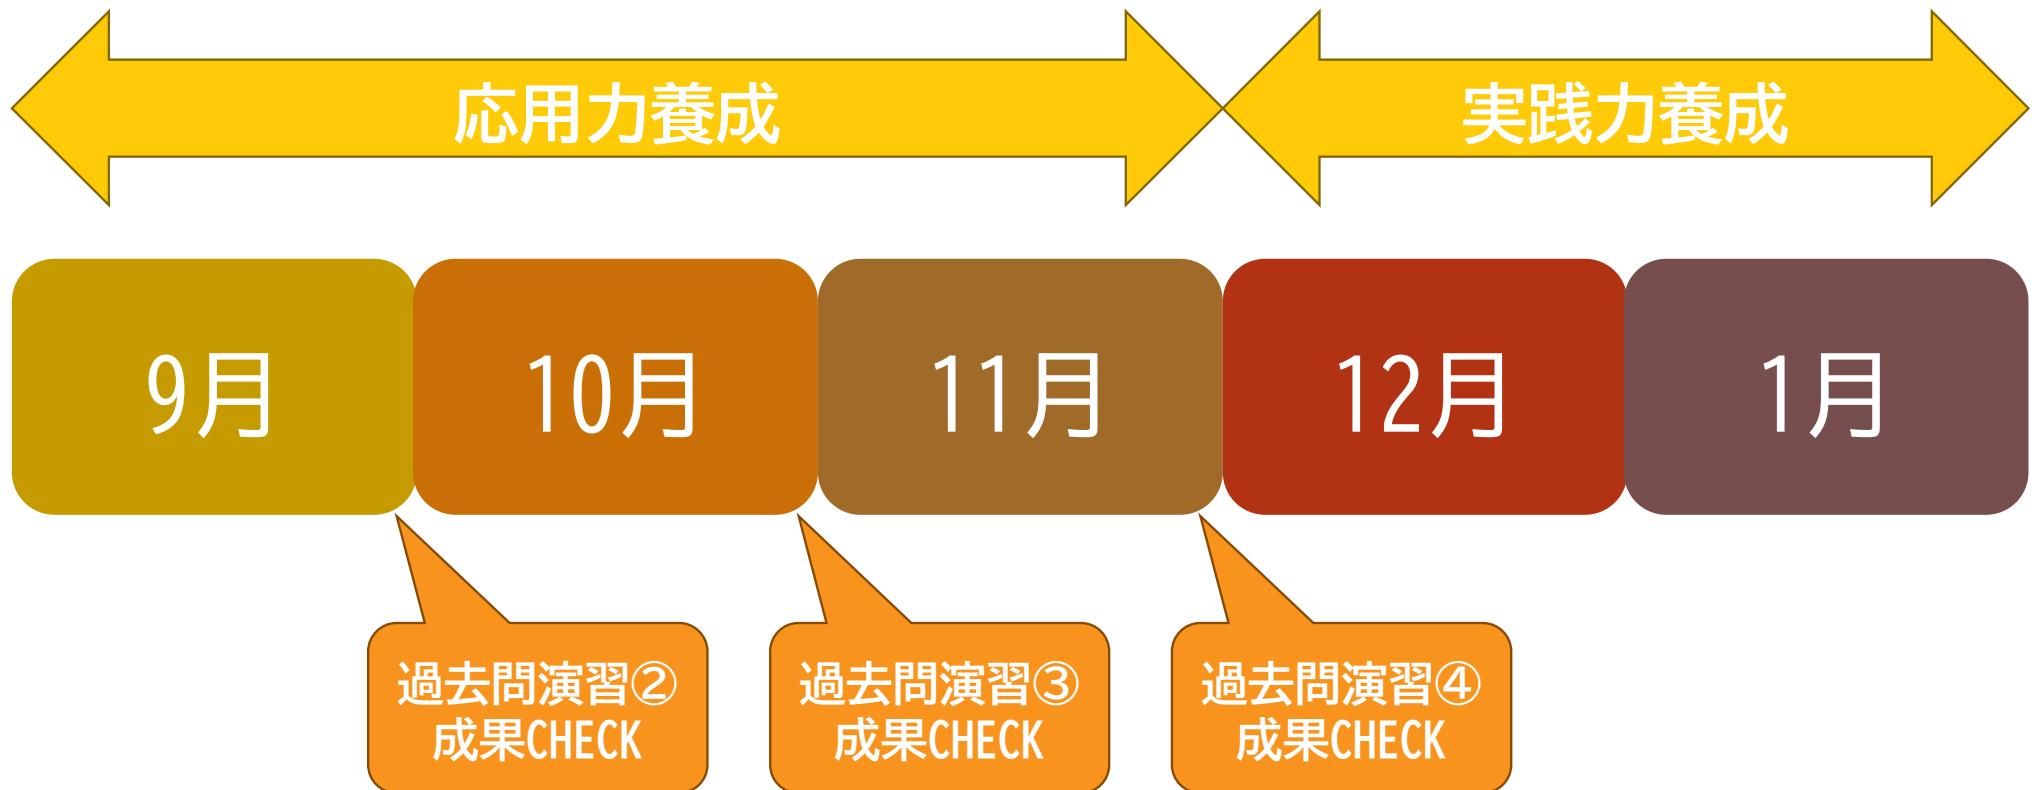 応用力養成
実践力養成
9月
10月
11月
12月
1月
過去問演習②
成果CHECK
過去問演習③
成果CHECK
過去問演習④
成果CHECK